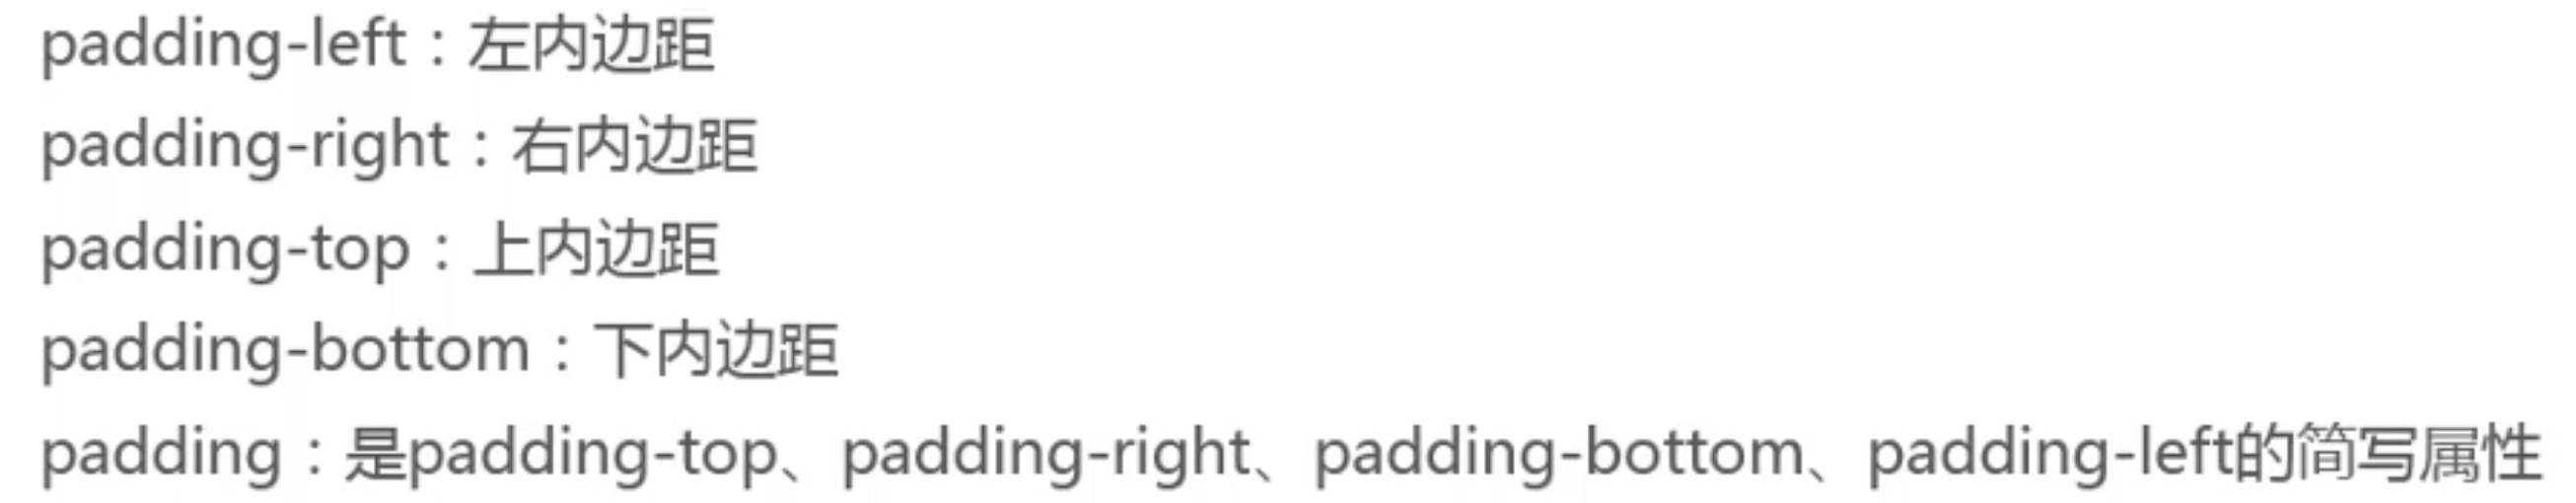 padding-left：左内边距
padding-right：右内边距
padding-top：上内边距
padding-bottom：下内边距
padding：是padding-top、padding-right、padding-bottom、padding-left的简写属性